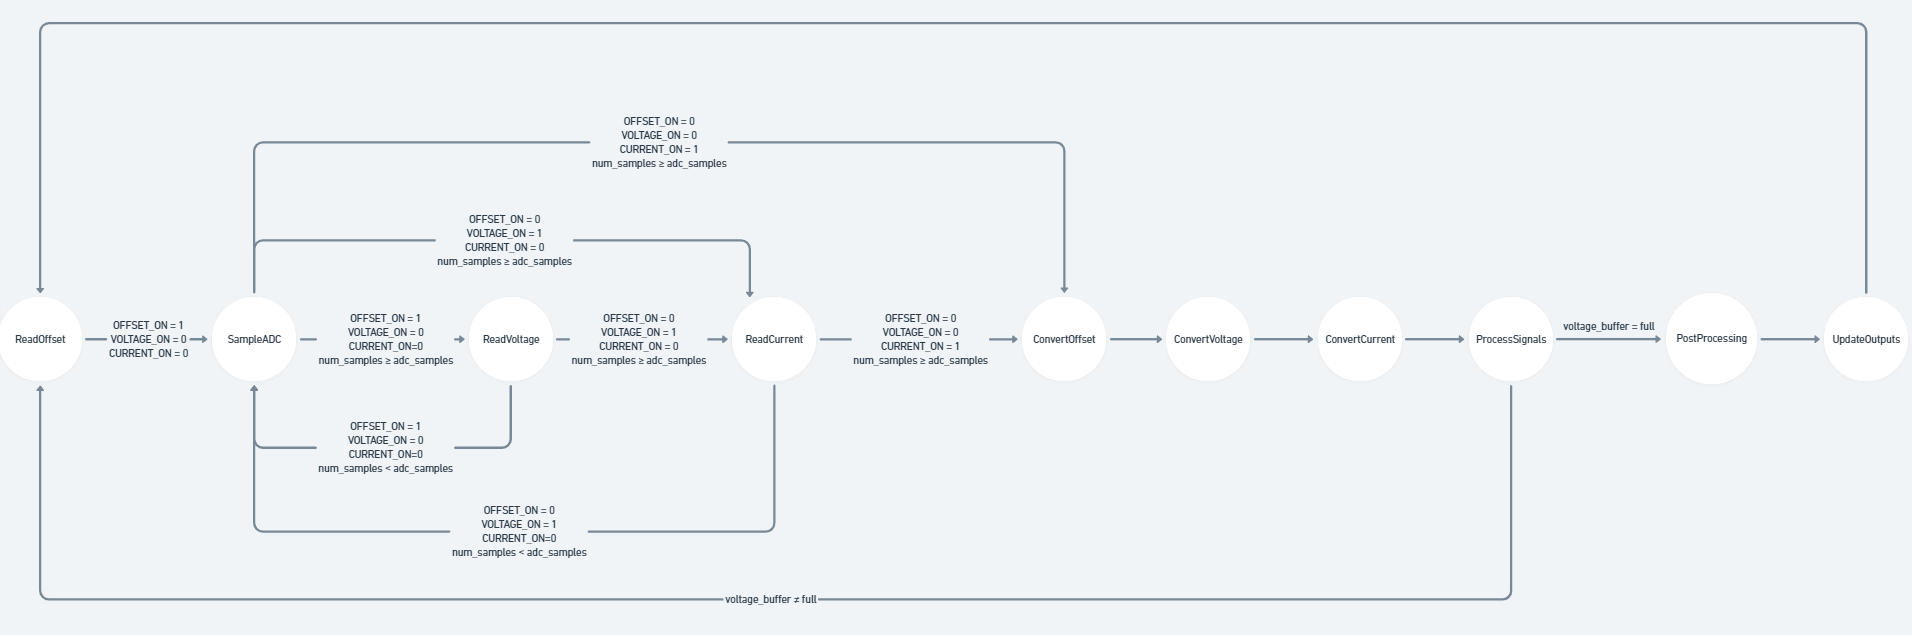 OFFSET_ON = 0
VOLTAGE_ON = 0
CURRENT_ON = 1
num_samples ≥ adc_samples
OFFSET_ON = 0
VOLTAGE_ON = 1
CURRENT_ON = 0
num_samples ≥ adc_samples
ReadOffset
OFFSET_ON = 1
VOLTAGE_ON = 0
CURRENT_ON = 0
SampleADC
OFFSET_ON = 1
VOLTAGE_ON = 0
CURRENT_ON=0
num_samples ≥ adc_samples
ReadVoltage
OFFSET_ON = 0
VOLTAGE_ON = 1
CURRENT_ON = 0
num_samples ≥ adc_samples
ReadCurrent
OFFSET_ON = 0
VOLTAGE_ON = 0
CURRENT_ON = 1
num_samples ≥ adc_samples
ConvertOffset
ConvertVoltage
ConvertCurrent
ProcessSignals
voltage_buffer = full
PostProcessing
UpdateOutputs
OFFSET_ON = 1
VOLTAGE_ON = 0
CURRENT_ON=0
num_samples < adc_samples
OFFSET_ON = 0
VOLTAGE_ON = 1
CURRENT_ON=0
num_samples < adc_samples
voltage_buffer ≠ full